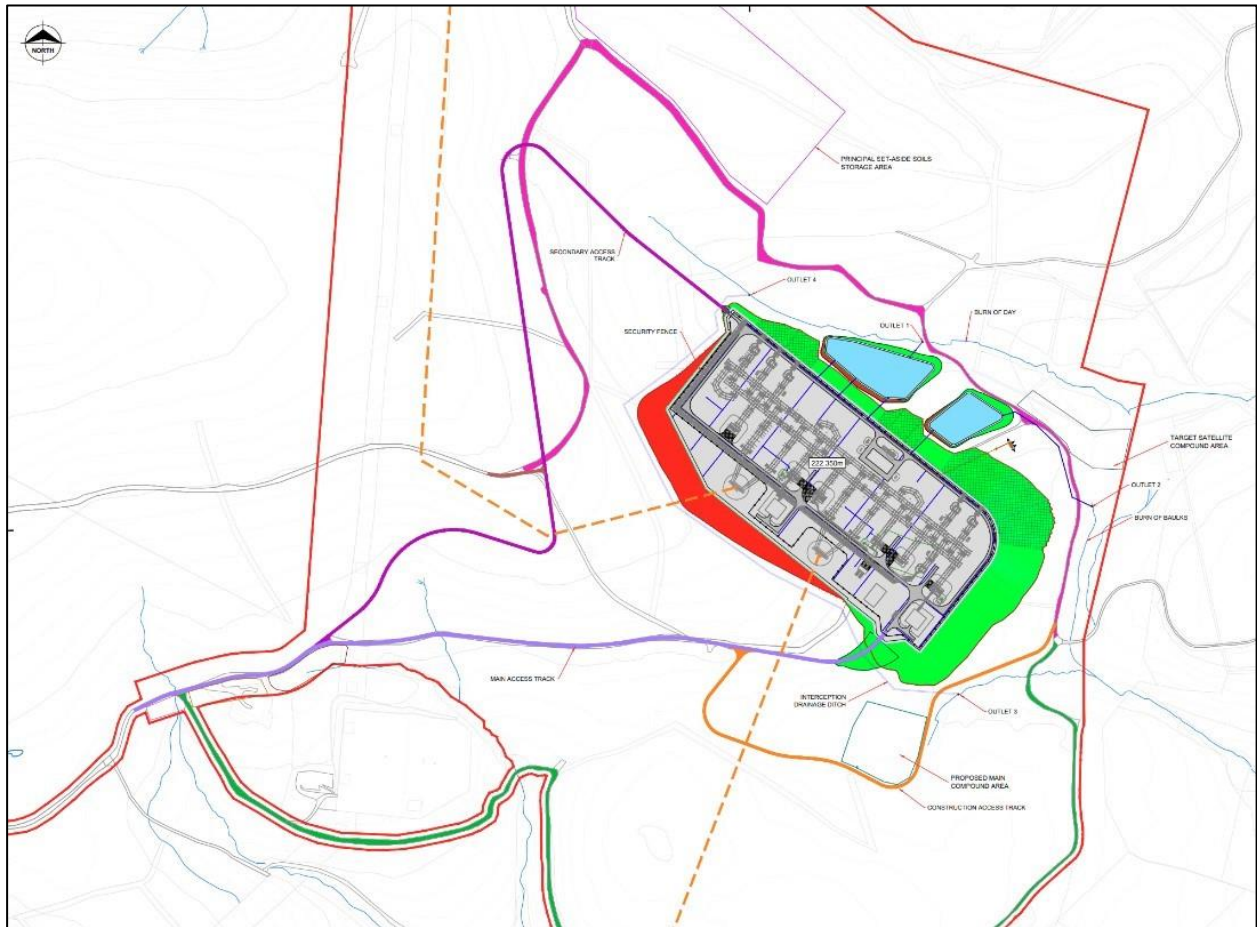 NORTH
PRINCIPAL SET-ASIDE SOILS
STORAGE AREA
SECONDARY ACCESS
TRACK
OUTLET 4
SECURITY FENCE
OUTLET 1
BURN OF DAY
222.350m
TARGET SATELLITE
COMPOUND AREA
OUTLET 2
BURN OF BAULKS
MAIN ACCESS TRACK
INTERCEPTION
DRAINAGE DITCH
OUTLET 3
PROPOSED MAIN
COMPOUND AREA
CONSTRUCTION ACCESS TRACK